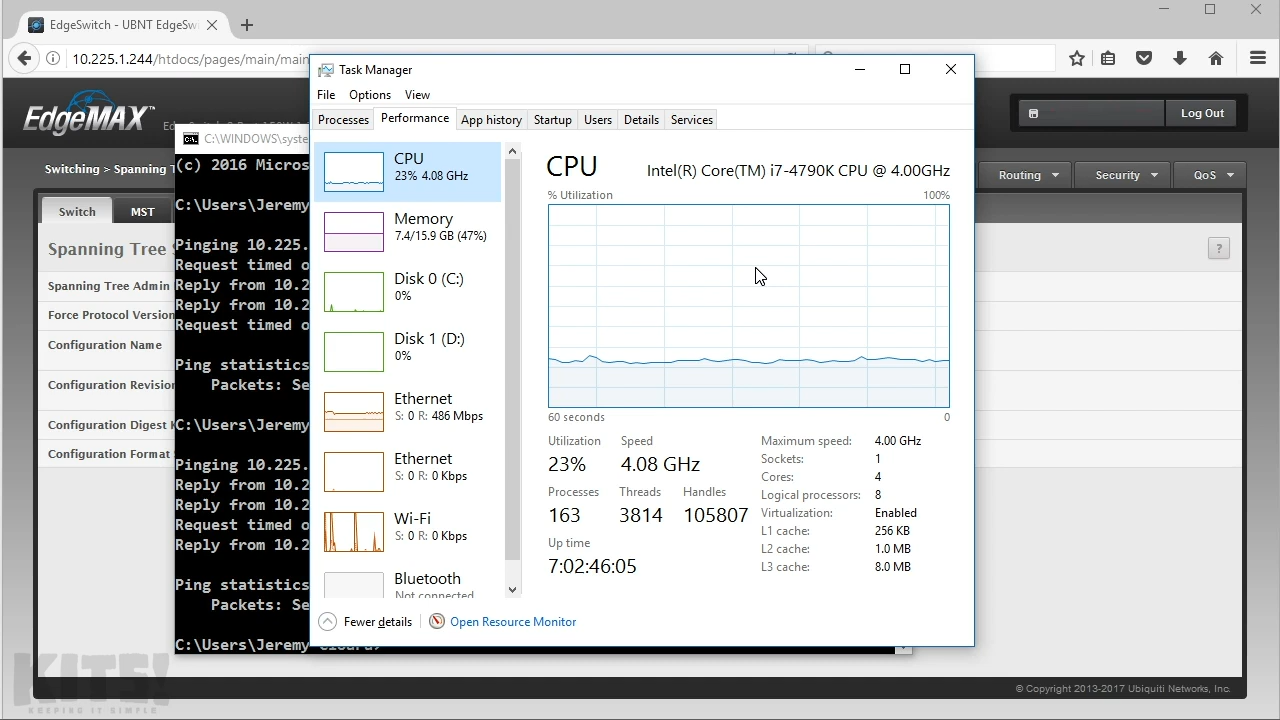 EdgeSwitch - UBNT EdgeSw
10.225.1.244/htdocs/pages/main/main
EdgeMAX™
Log Out
Switching > Spanning
Routing
Security
QoS
Switch
MST
Spanning Tree
?
Spanning Tree Admin
Force Protocol Version
Configuration Name
Configuration Revision
Configuration Digest
Configuration Format
© Copyright 2013-2017 Ubiquiti Networks, Inc.
C:\WINDOWS\syste
(c) 2016 Micros
C:\Users\Jeremy
Pinging 10.225.
Request timed o
Reply from 10.2
Reply from 10.2
Request timed o
Ping statistics
Packets: Se
C:\Users\Jeremy
Pinging 10.225.
Reply from 10.2
Reply from 10.2
Request timed o
Reply from 10.2
Ping statistics
Packets: Se
C:\Users\Jeremy
Task Manager
File Options View
Processes Performance App history Startup Users Details Services
CPU
23% 4.08 GHz
Memory
7.4/15.9 GB (47%)
Disk 0 (C:)
0%
Disk 1 (D:)
0%
Ethernet
S: 0 R: 486 Mbps
Ethernet
S: 0 R: 0 Kbps
Wi-Fi
S: 0 R: 0 Kbps
Bluetooth
Not connected
CPU Intel(R) Core(TM) i7-4790K CPU @ 4.00GHz
% Utilization 100%
60 seconds 0
Utilization Speed
23% 4.08 GHz
Processes Threads Handles
163 3814 105807
Up time
7:02:46:05
Maximum speed: 4.00 GHz
Sockets: 1
Cores: 4
Logical processors: 8
Virtualization: Enabled
L1 cache: 256 KB
L2 cache: 1.0 MB
L3 cache: 8.0 MB
Fewer details
Open Resource Monitor
KITS!
KEEPING IT SIMPLE